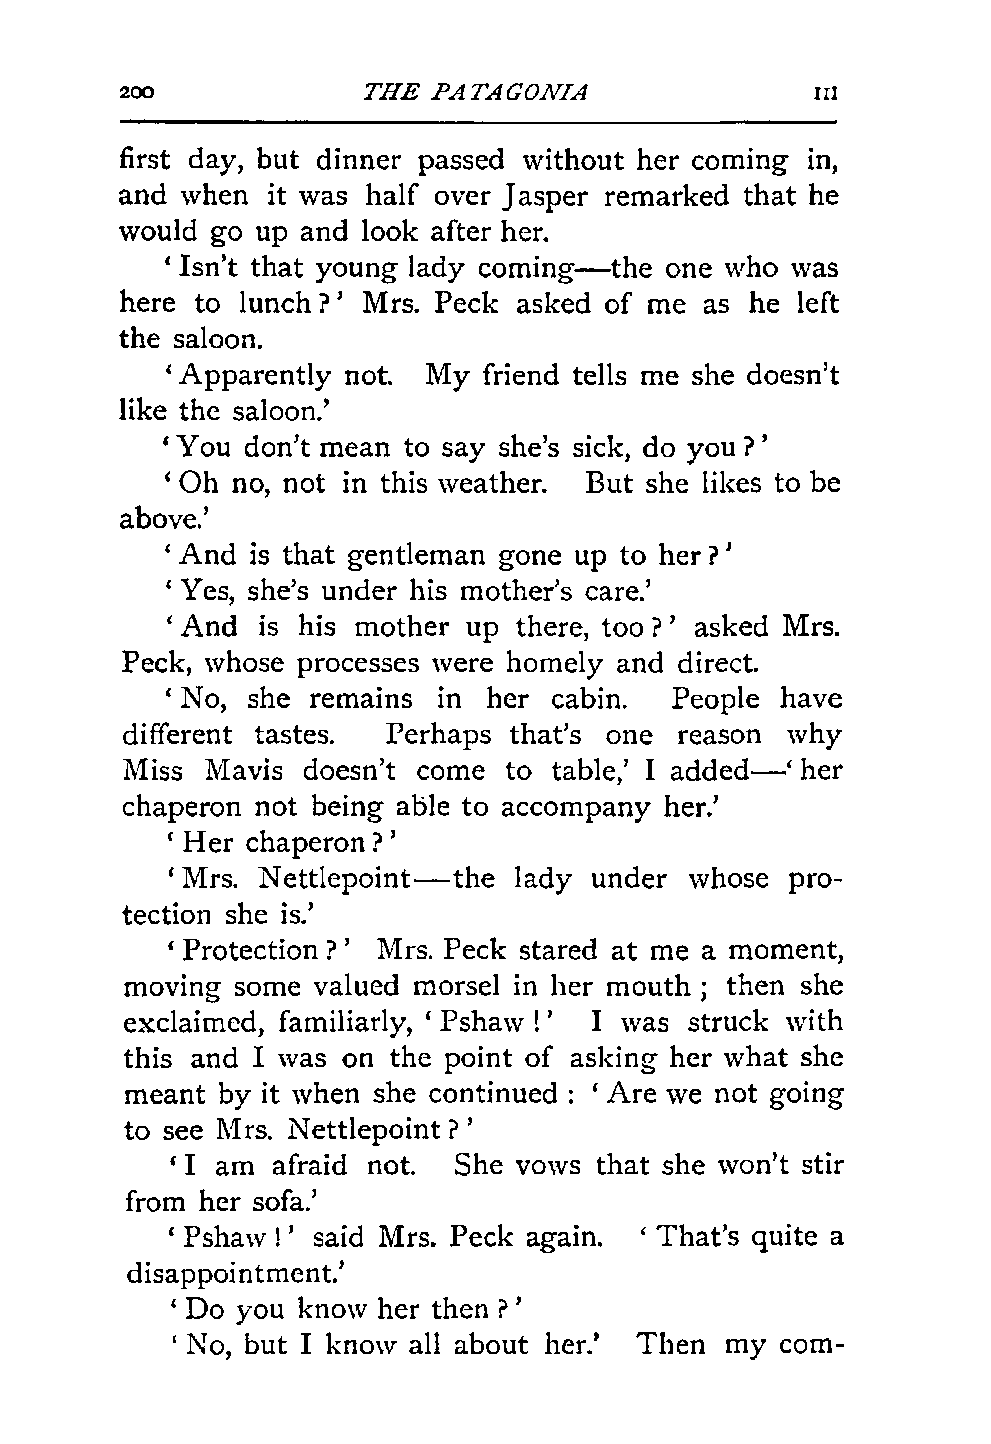 200 THE PATAGONIA III
first day, but dinner passed without her coming in,
and when it was half over Jasper remarked that he
would go up and look after her.
‘Isn’t that young lady coming—the one who was
here to lunch?’ Mrs. Peck asked of me as he left
the saloon.
‘Apparently not. My friend tells me she doesn’t
like the saloon.’
‘You don’t mean to say she’s sick, do you?’
‘Oh no, not in this weather. But she likes to be
above.’
‘And is that gentleman gone up to her?’
‘Yes, she’s under his mother’s care.’
‘And is his mother up there, too?’ asked Mrs.
Peck, whose processes were homely and direct.
‘No, she remains in her cabin. People have
different tastes. Perhaps that’s one reason why
Miss Mavis doesn’t come to table,’ I added—‘her
chaperon not being able to accompany her.’
‘Her chaperon?’
‘Mrs. Nettlepoint—the lady under whose pro-
tection she is.’
‘Protection?’ Mrs. Peck stared at me a moment,
moving some valued morsel in her mouth; then she
exclaimed, familiarly, ‘Pshaw!’ I was struck with
this and I was on the point of asking her what she
meant by it when she continued: ‘Are we not going
to see Mrs. Nettlepoint?’
‘I am afraid not. She vows that she won’t stir
from her sofa.’
‘Pshaw!’ said Mrs. Peck again. ‘That’s quite a
disappointment.’
‘Do you know her then?’
‘No, but I know all about her.’ Then my com-